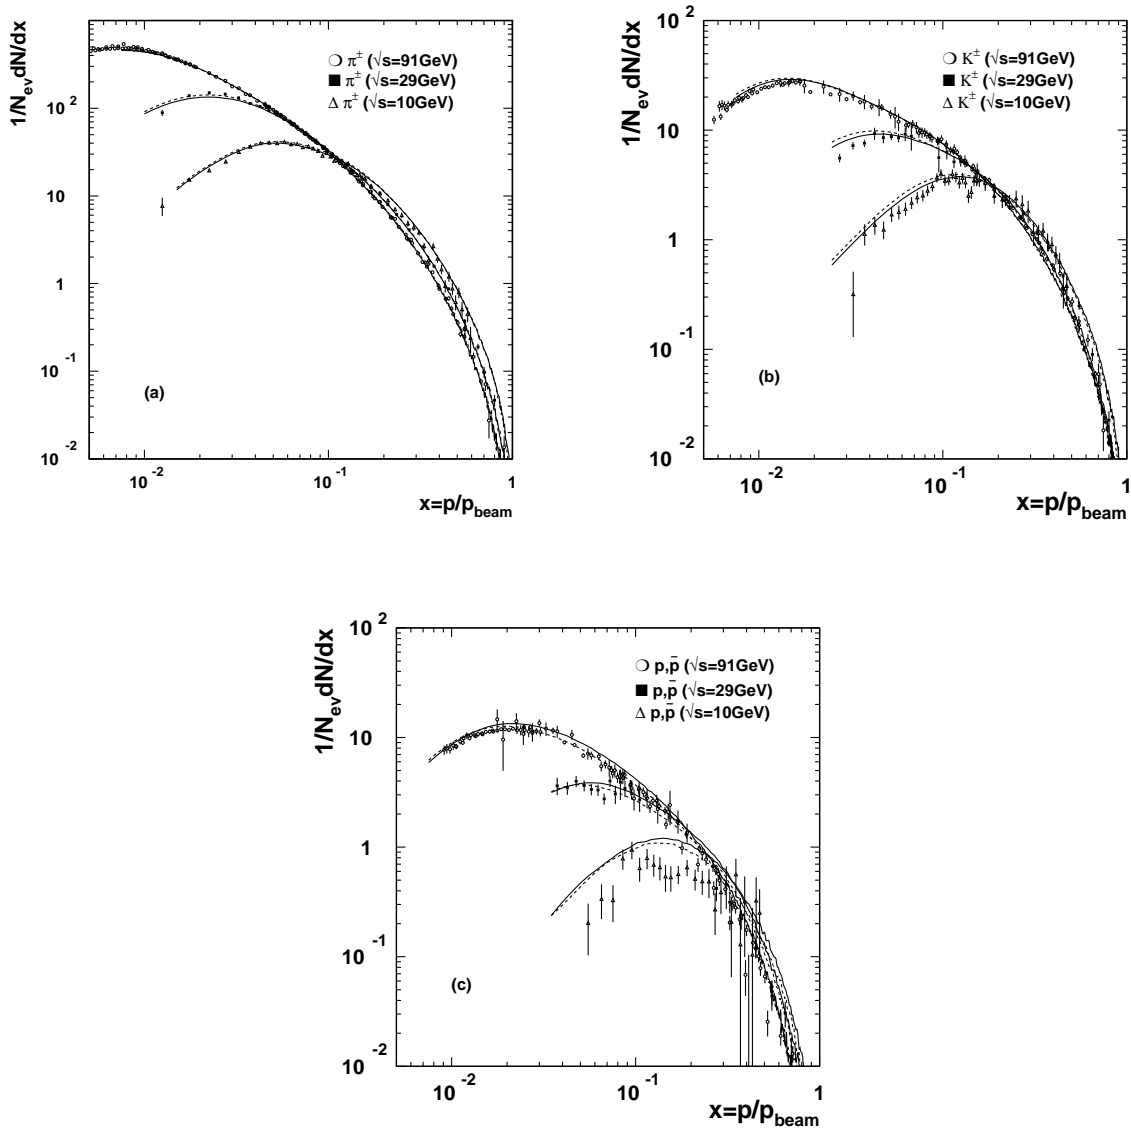 1/N_ev dN/dx
○ π± (√s=91GeV)
■ π± (√s=29GeV)
△ π± (√s=10GeV)
10^2
10
1
10^-1
10^-2
(a)
10^-2 10^-1 1
x=p/p_beam
1/N_ev dN/dx
○ K± (√s=91GeV)
■ K± (√s=29GeV)
△ K± (√s=10GeV)
10^2
10
1
10^-1
10^-2
(b)
10^-2 10^-1 1
x=p/p_beam
1/N_ev dN/dx
○ p,p̄ (√s=91GeV)
■ p,p̄ (√s=29GeV)
△ p,p̄ (√s=10GeV)
10^2
10
1
10^-1
10^-2
(c)
10^-2 10^-1 1
x=p/p_beam